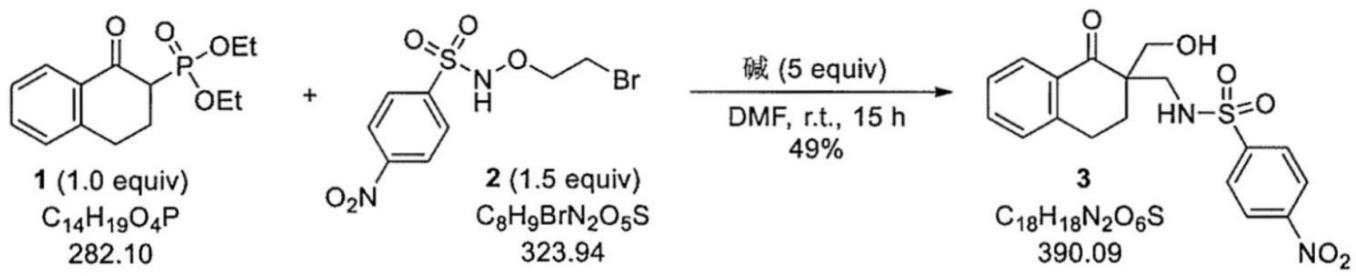 O
O
P
OEt
OEt
1 (1.0 equiv)
C₁₄H₁₉O₄P
282.10
+
O
O
S
N
H
O
Br
O₂N
2 (1.5 equiv)
C₈H₉BrN₂O₅S
323.94
碱 (5 equiv)
DMF, r.t., 15 h
49%
O
OH
HN
S
O
O
NO₂
3
C₁₈H₁₈N₂O₆S
390.09